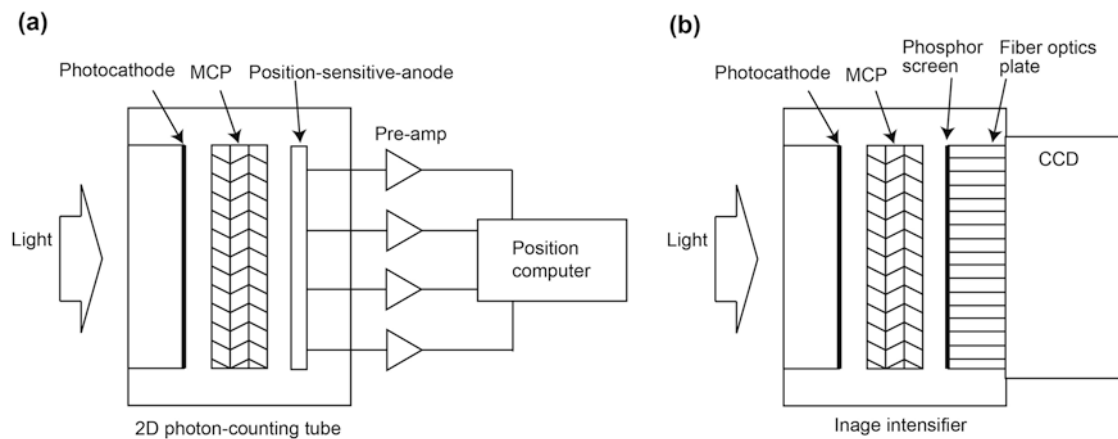 (a)
Photocathode
MCP
Position-sensitive-anode
Pre-amp
Light
Position
computer
2D photon-counting tube
(b)
Phosphor
screen
Fiber optics
plate
Photocathode
MCP
CCD
Light
Image intensifier